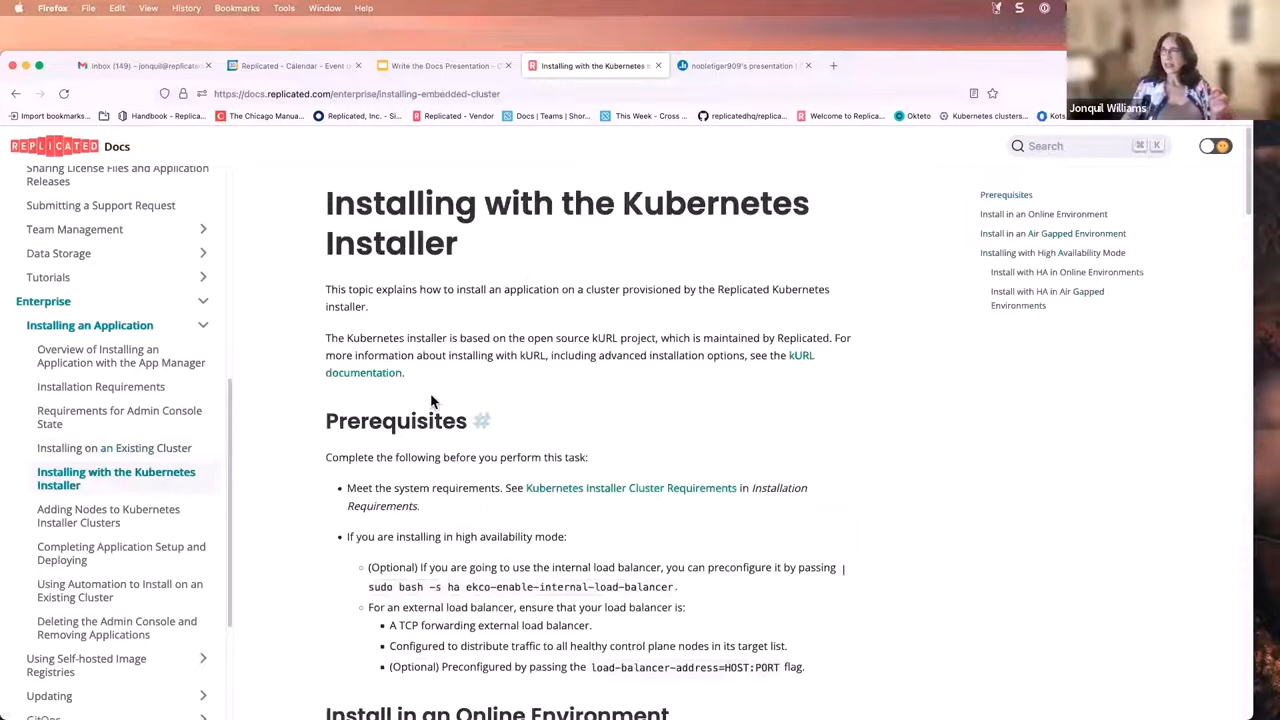 Firefox File Edit View History Bookmarks Tools Window Help
Inbox (149) – jonquil@replicated
Replicated - Calendar - Event
Write the Docs Presentation –
Installing with the Kubernetes
nobletiger909's presentation |
https://docs.replicated.com/enterprise/installing-embedded-cluster
Import bookmarks...
Handbook - Replica...
The Chicago Manua...
Replicated, Inc. - Si...
Replicated - Vendor
Docs | Teams | Shor...
This Week - Cross ...
replicatedhq/replica...
Welcome to Replica...
Okteto
Kubernetes clusters...
Kots
Jonquil Williams
REPLICATED Docs
Search ⌘ K
Sharing License Files and Application
Releases
Submitting a Support Request
Team Management
Data Storage
Tutorials
Enterprise
Installing an Application
Overview of Installing an
Application with the App Manager
Installation Requirements
Requirements for Admin Console
State
Installing on an Existing Cluster
Installing with the Kubernetes
Installer
Adding Nodes to Kubernetes
Installer Clusters
Completing Application Setup and
Deploying
Using Automation to Install on an
Existing Cluster
Deleting the Admin Console and
Removing Applications
Using Self-hosted Image
Registries
Updating
GitOps
Installing with the Kubernetes
Installer
This topic explains how to install an application on a cluster provisioned by the Replicated Kubernetes
installer.
The Kubernetes installer is based on the open source kURL project, which is maintained by Replicated. For
more information about installing with kURL, including advanced installation options, see the kURL
documentation.
Prerequisites #
Complete the following before you perform this task:
• Meet the system requirements. See Kubernetes Installer Cluster Requirements in Installation
Requirements.
• If you are installing in high availability mode:
◦ (Optional) If you are going to use the internal load balancer, you can preconfigure it by passing |
sudo bash -s ha ekco-enable-internal-load-balancer.
◦ For an external load balancer, ensure that your load balancer is:
▪ A TCP forwarding external load balancer.
▪ Configured to distribute traffic to all healthy control plane nodes in its target list.
▪ (Optional) Preconfigured by passing the load-balancer-address=HOST:PORT flag.
Install in an Online Environment
Prerequisites
Install in an Online Environment
Install in an Air Gapped Environment
Installing with High Availability Mode
Install with HA in Online Environments
Install with HA in Air Gapped
Environments